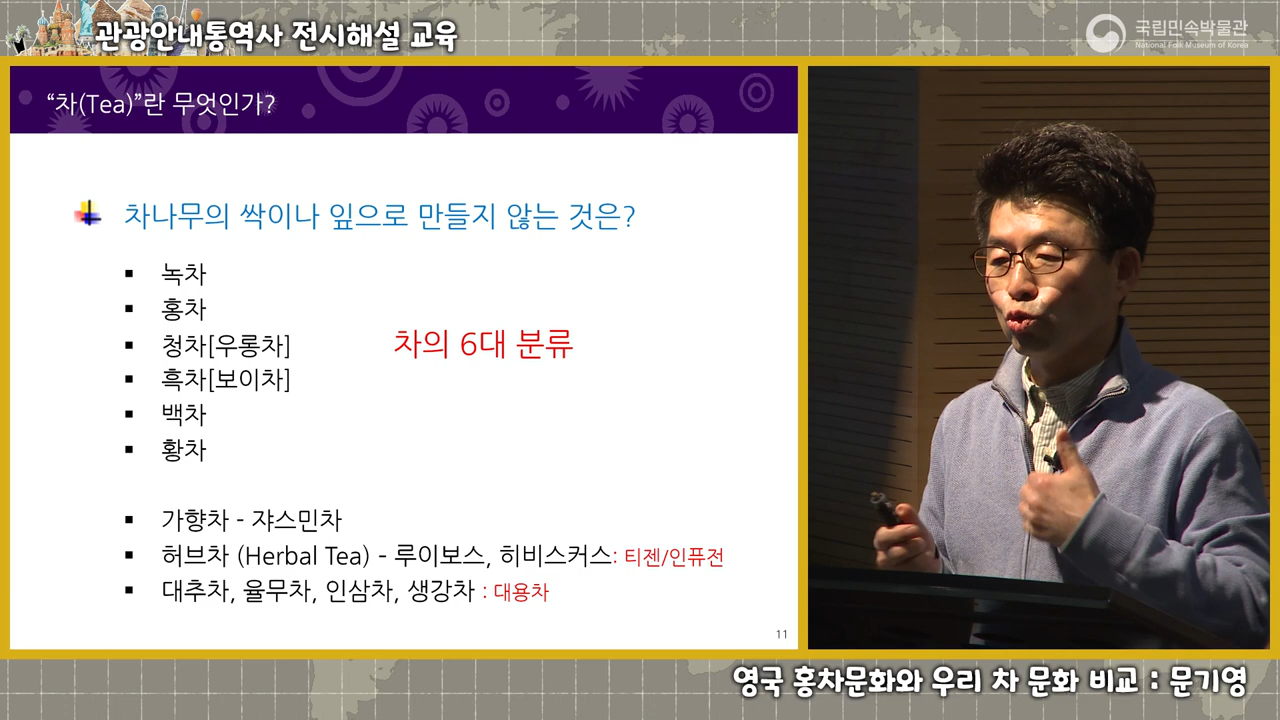 관광안내통역사 전시해설 교육
국립민속박물관
National Folk Museum of Korea
“차(Tea)”란 무엇인가?
차나무의 싹이나 잎으로 만들지 않는 것은?
▪ 녹차
▪ 홍차
▪ 청차[우롱차]
차의 6대 분류
▪ 흑차[보이차]
▪ 백차
▪ 황차
▪ 가향차 - 쟈스민차
▪ 허브차 (Herbal Tea) – 루이보스, 히비스커스: 티젠/인퓨전
▪ 대추차, 율무차, 인삼차, 생강차 : 대용차
11
영국 홍차문화와 우리 차 문화 비교 : 문기영